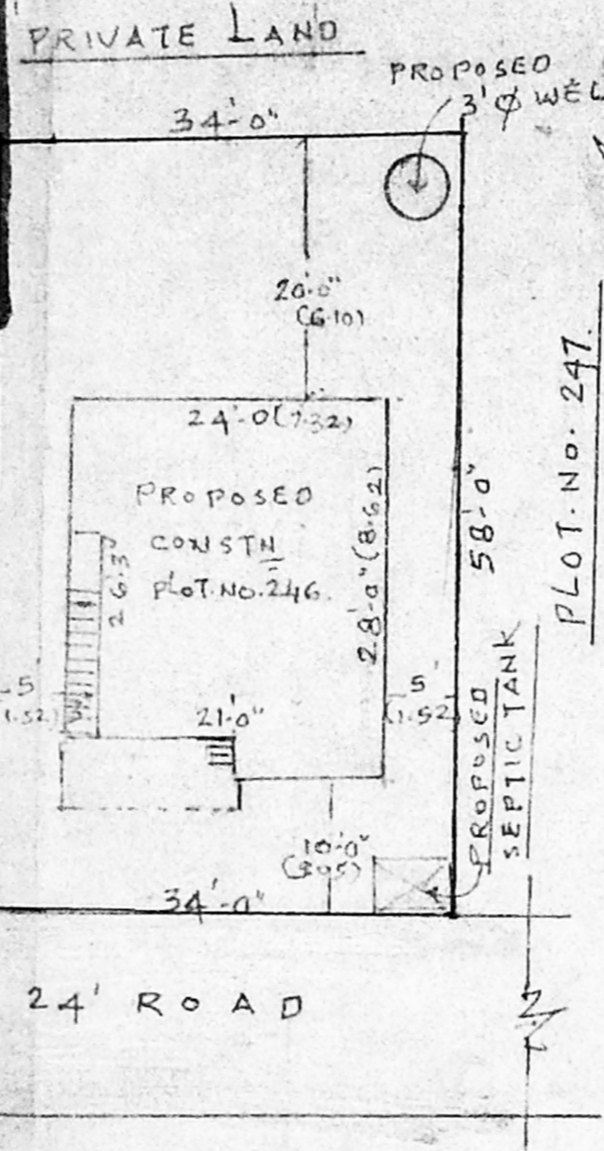 PRIVATE LAND
PROPOSED
3' Ø WEL
34'-0"
20'-0"
(6.10)
24'-0(7.32)
PROPOSED
CONSTN
PLOT.NO.246.
28'-0"(8.62)
58'-0"
PLOT.NO.247.
2 6.3"
5
1.52)
21'-0"
5'
(1.52)
PROPOSED
SEPTIC TANK
10'-0"
34'-0"
24' ROAD